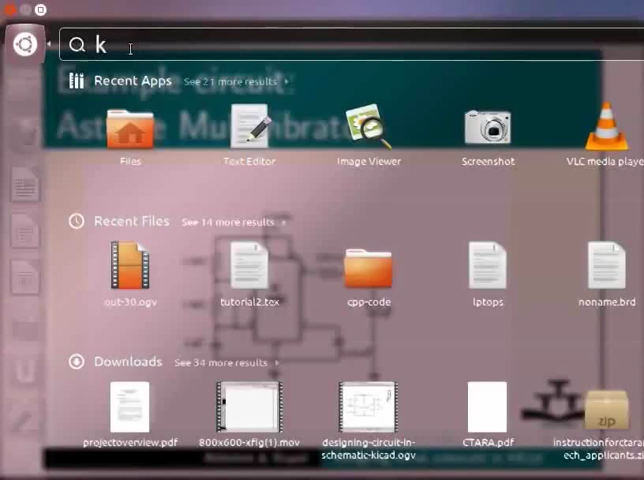 k
Recent Apps See 21 more results
Files Text Editor Image Viewer Screenshot VLC media playe
Recent Files See 14 more results
out-30.ogv tutorial2.tex cpp-code lptops noname.brd
Downloads See 34 more results
projectoverview.pdf 800x600-xfig(1).mov designing-circuit-in- CTARA.pdf instructionforctara
schematic-kicad.ogv ech_applicants.zi
zip